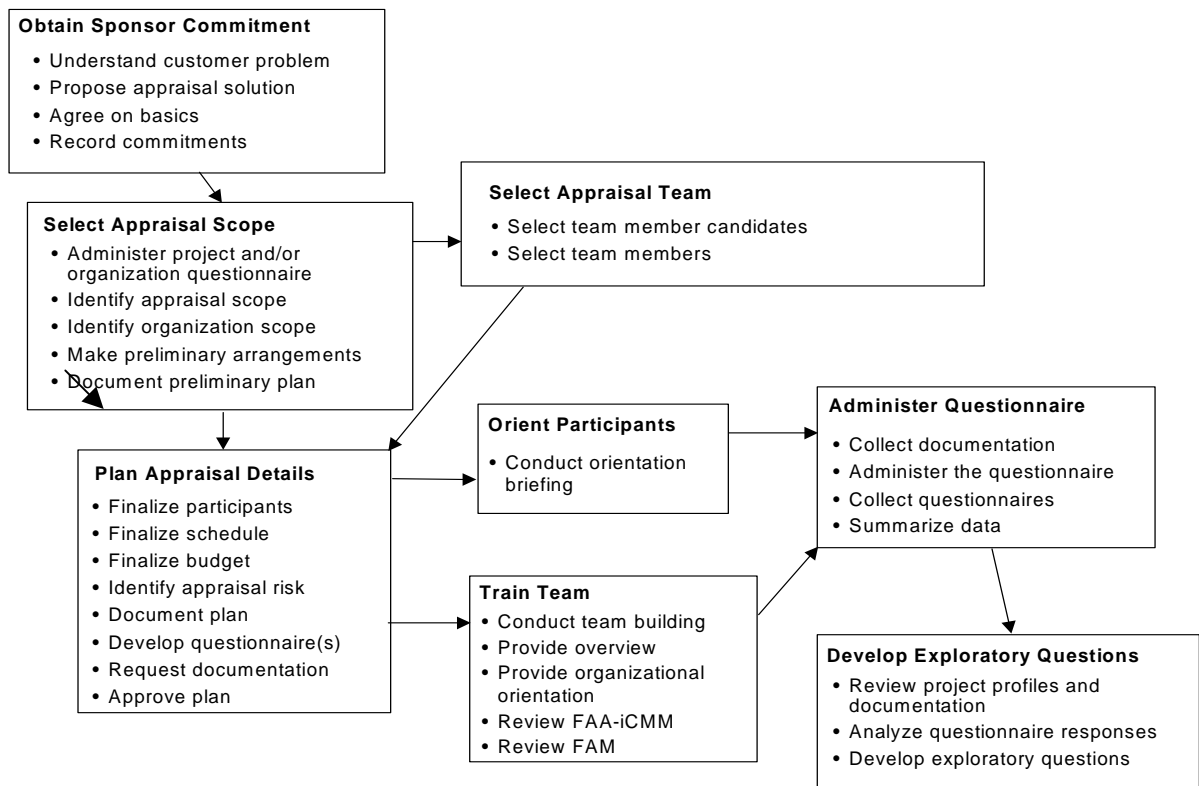 Obtain Sponsor Commitment
• Understand customer problem
• Propose appraisal solution
• Agree on basics
• Record commitments
Select Appraisal Scope
• Administer project and/or
organization questionnaire
• Identify appraisal scope
• Identify organization scope
• Make preliminary arrangements
• Document preliminary plan
Select Appraisal Team
• Select team member candidates
• Select team members
Plan Appraisal Details
• Finalize participants
• Finalize schedule
• Finalize budget
• Identify appraisal risk
• Document plan
• Develop questionnaire(s)
• Request documentation
• Approve plan
Orient Participants
• Conduct orientation
briefing
Train Team
• Conduct team building
• Provide overview
• Provide organizational
orientation
• Review FAA-iCMM
• Review FAM
Administer Questionnaire
• Collect documentation
• Administer the questionnaire
• Collect questionnaires
• Summarize data
Develop Exploratory Questions
• Review project profiles and
documentation
• Analyze questionnaire responses
• Develop exploratory questions